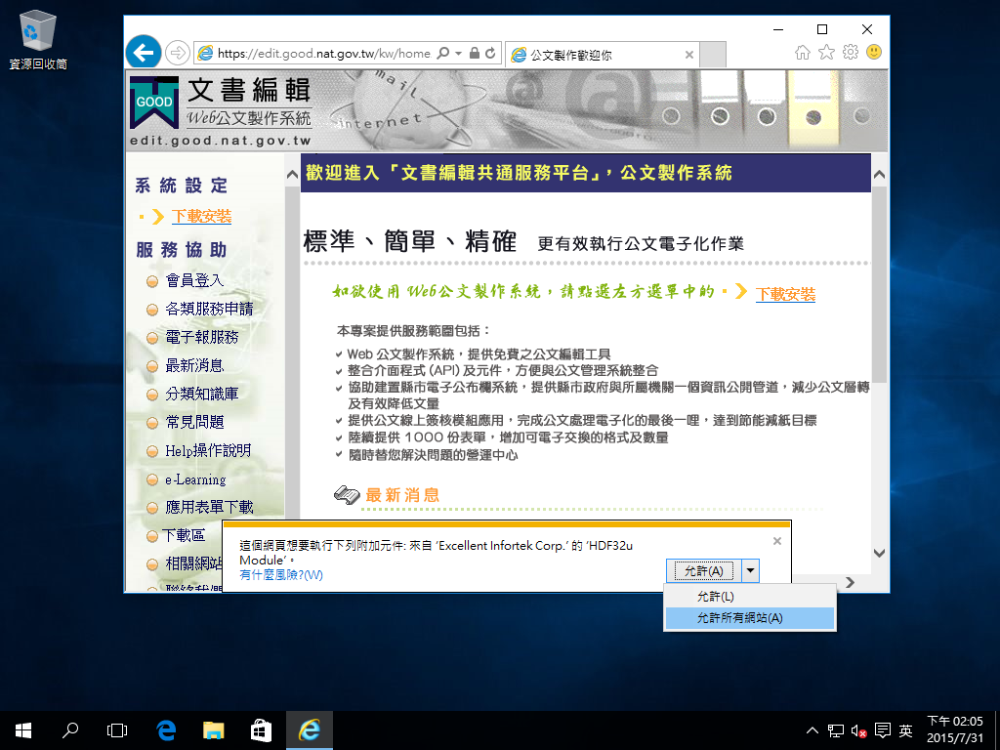 資源回收筒
https://edit.good.nat.gov.tw/kw/home
公文製作歡迎你
GOOD
文書編輯
Web公文製作系統
edit.good.nat.gov.tw
mail
internet
系統設定
下載安裝
服務協助
會員登入
各類服務申請
電子報服務
最新消息
分類知識庫
常見問題
Help操作說明
e-Learning
應用表單下載
下載區
相關網站
聯絡我們
歡迎進入「文書編輯共通服務平台」,公文製作系統
標準、簡單、精確 更有效執行公文電子化作業
如欲使用 Web公文製作系統,請點選左方選單中的 下載安裝
本專案提供服務範圍包括:
Web 公文製作系統,提供免費之公文編輯工具
整合介面程式(API)及元件,方便與公文管理系統整合
協助建置縣市電子公布欄系統,提供縣市政府與所屬機關一個資訊公開管道,減少公文層轉
及有效降低文量
提供公文線上簽核模組應用,完成公文處理電子化的最後一哩,達到節能減紙目標
陸續提供 1000 份表單,增加可電子交換的格式及數量
隨時替您解決問題的營運中心
最新消息
這個網頁想要執行下列附加元件: 來自 'Excellent Infortek Corp.' 的 'HDF32u
Module'。
有什麼風險?(W)
允許(A)
允許(L)
允許所有網站(A)
英
下午 02:05
2015/7/31